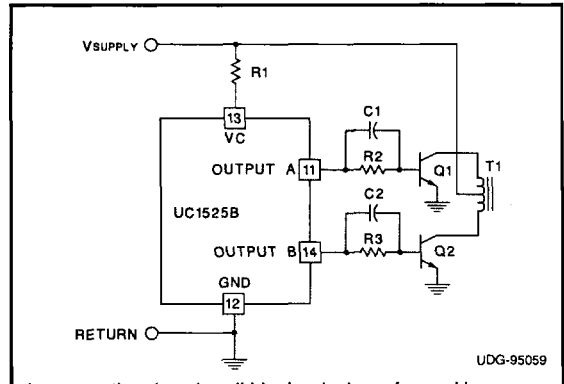 VSUPPLY
R1
13
VC
C1
OUTPUT A 11
R2
Q1
T1
UC1525B
C2
OUTPUT B 14
R3
Q2
GND
12
RETURN
UDG-95059